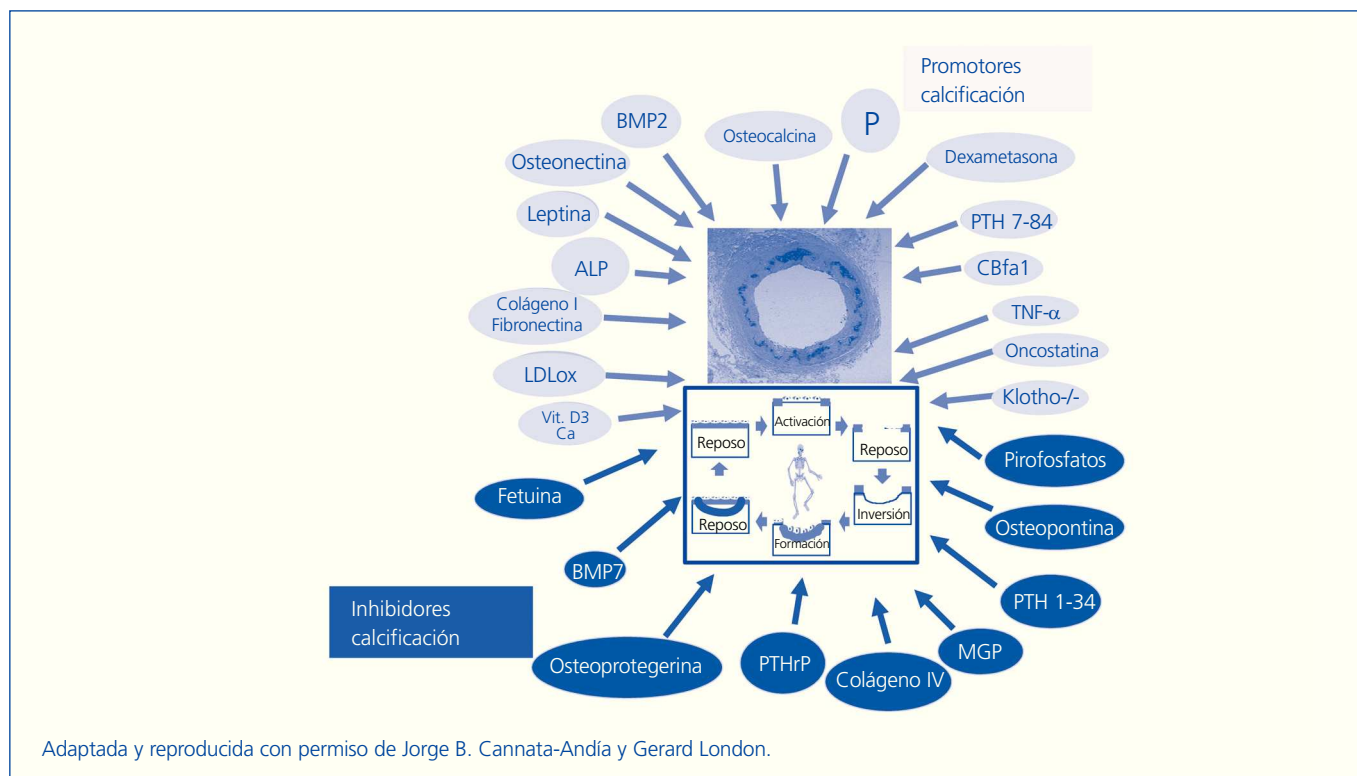 Promotores
calcificación
P
BMP2
Osteocalcina
Dexametasona
Osteonectina
Leptina
PTH 7-84
ALP
CBfa1
Colágeno I
Fibronectina
TNF-α
Oncostatina
LDLox
Klotho-/-
Vit. D3
Ca
Activación
Reposo
Reposo
Inversión
Formación
Reposo
Pirofosfatos
Fetuina
Osteopontina
BMP7
PTH 1-34
Inhibidores
calcificación
Osteoprotegerina
PTHrP
Colágeno IV
MGP
Adaptada y reproducida con permiso de Jorge B. Cannata-Andía y Gerard London.